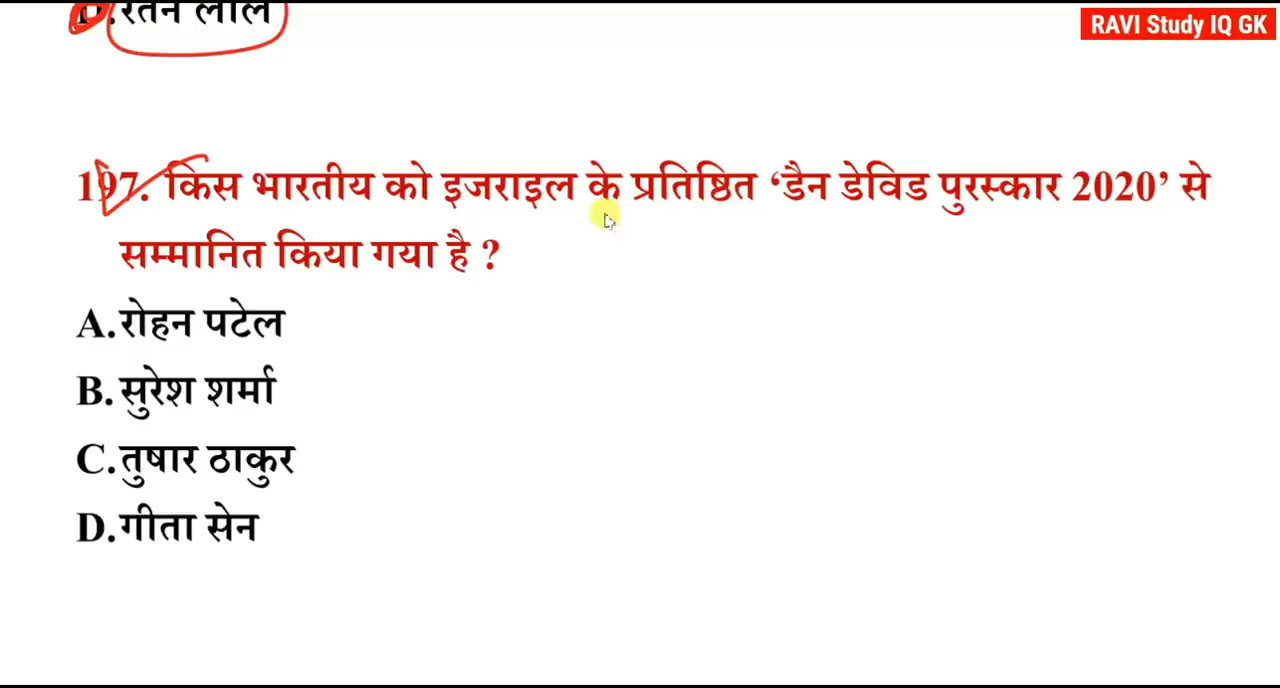 D.रतन लाल
RAVI Study IQ GK
197. किस भारतीय को इजराइल के प्रतिष्ठित ‘डैन डेविड पुरस्कार 2020’ से
सम्मानित किया गया है ?
A.रोहन पटेल
B.सुरेश शर्मा
C.तुषार ठाकुर
D.गीता सेन